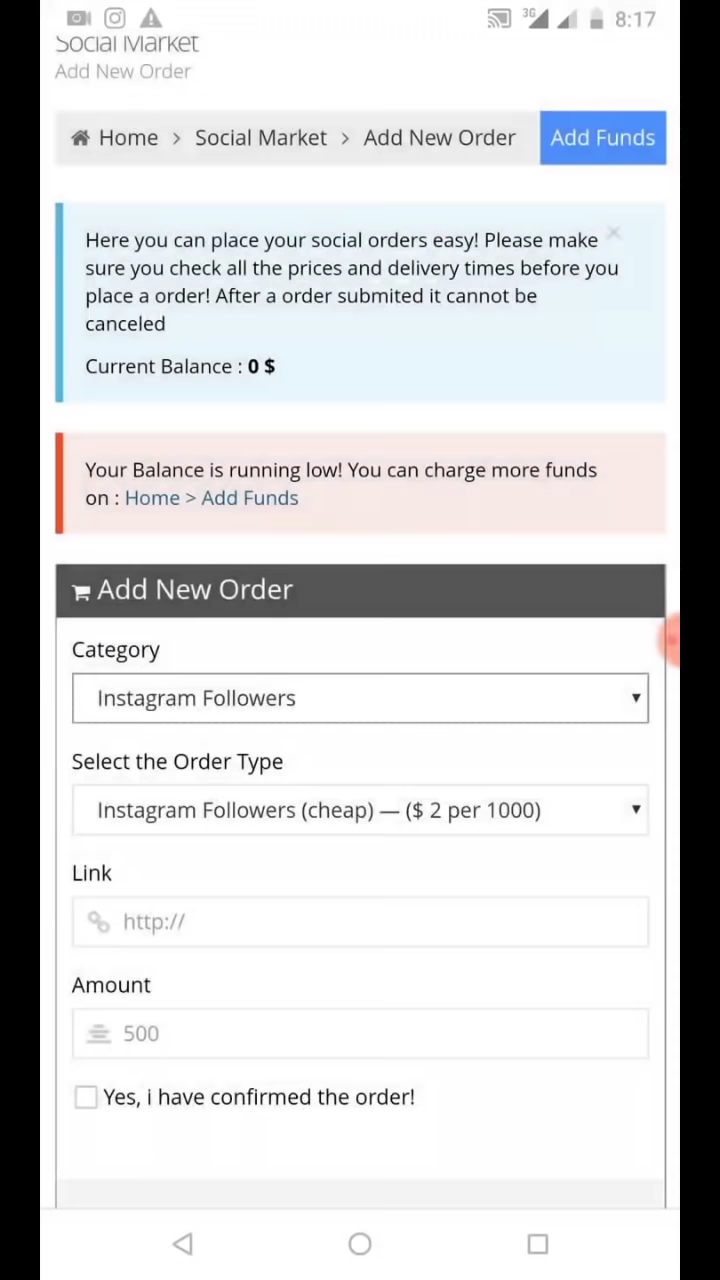 3G 8:17
Social Market
Add New Order
Home > Social Market > Add New Order Add Funds
Here you can place your social orders easy! Please make
sure you check all the prices and delivery times before you
place a order! After a order submited it cannot be
canceled
Current Balance : 0 $
Your Balance is running low! You can charge more funds
on : Home > Add Funds
Add New Order
Category
Instagram Followers
Select the Order Type
Instagram Followers (cheap) — ($ 2 per 1000)
Link
http://
Amount
500
Yes, i have confirmed the order!